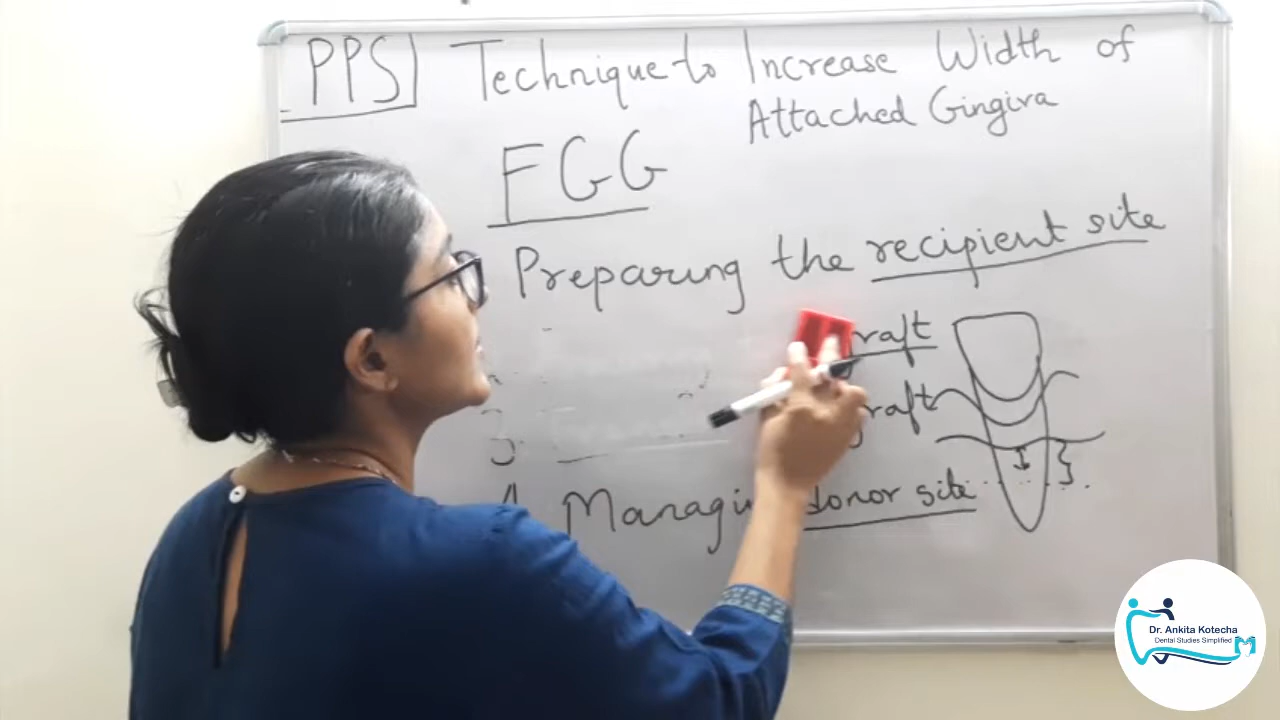 PPS Technique to Increase Width of
Attached Gingiva
FGG
Preparing the recipient site
raft
3.
raft
4. donor site
Dr. Ankita Kotecha
Dental Studies Simplified